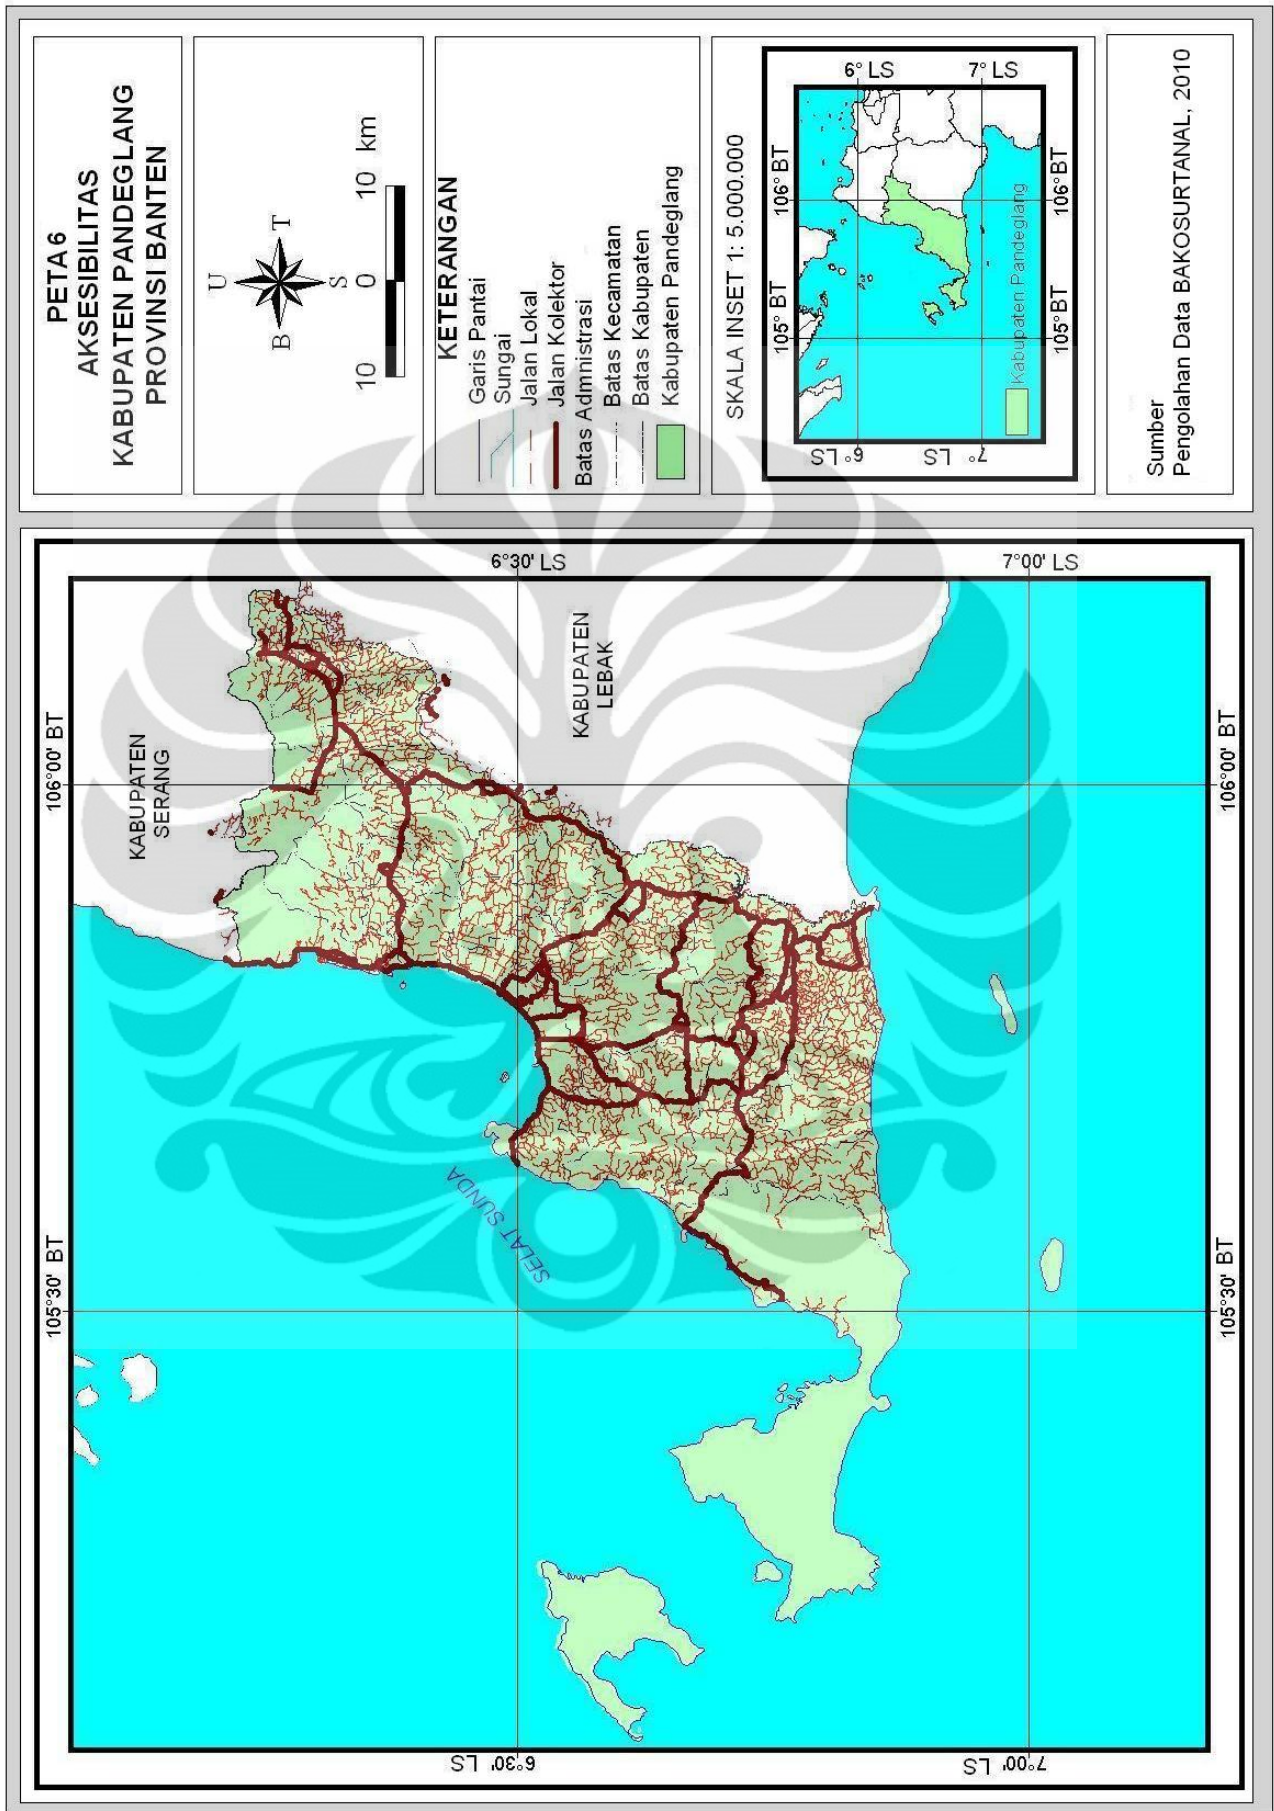 PETA 6
AKSESIBILITAS
KABUPATEN PANDEGLANG
PROVINSI BANTEN
U
B
T
S
10
0
10 km
KETERANGAN
Garis Pantai
Sungai
Jalan Lokal
Jalan Kolektor
Batas Admnistrasi
Batas Kecamatan
Batas Kabupaten
Kabupaten Pandeglang
SKALA INSET 1: 5.000.000
105° BT
106° BT
6° LS
7° LS
6° LS
7° LS
105° BT
106° BT
Kabupaten Pandeglang
Sumber
Pengolahan Data BAKOSURTANAL, 2010
105°30' BT
106°00' BT
6°30' LS
7°00' LS
6°30' LS
7°00' LS
105°30' BT
106°00' BT
KABUPATEN
SERANG
KABUPATEN
LEBAK
SELAT SUNDA